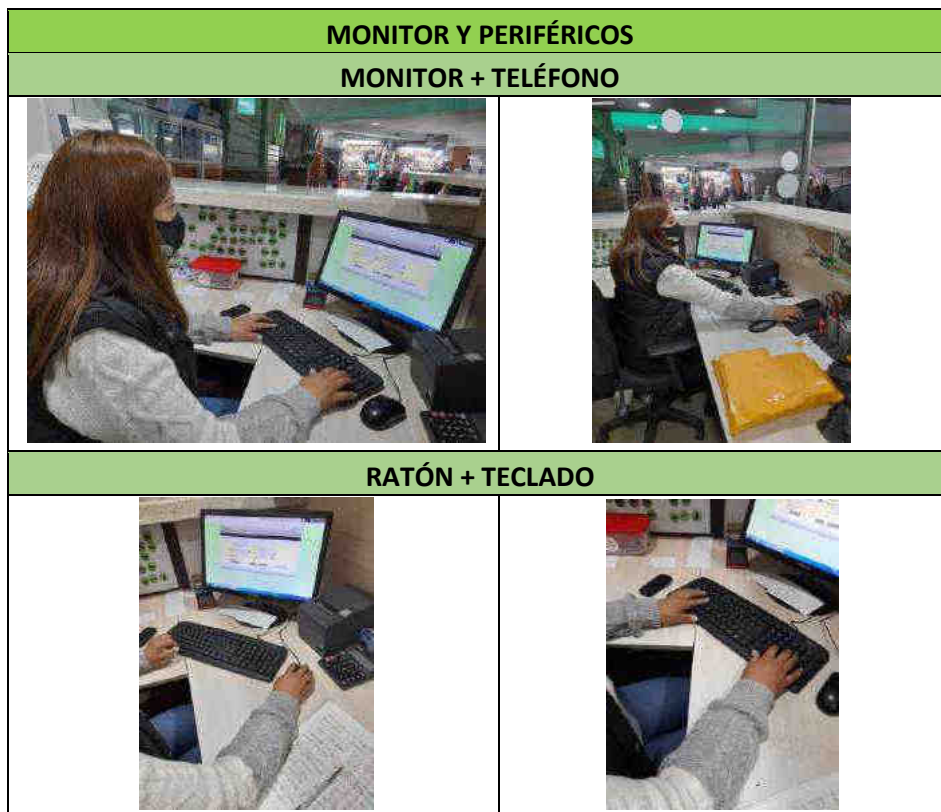 MONITOR Y PERIFÉRICOS
MONITOR + TELÉFONO
RATÓN + TECLADO